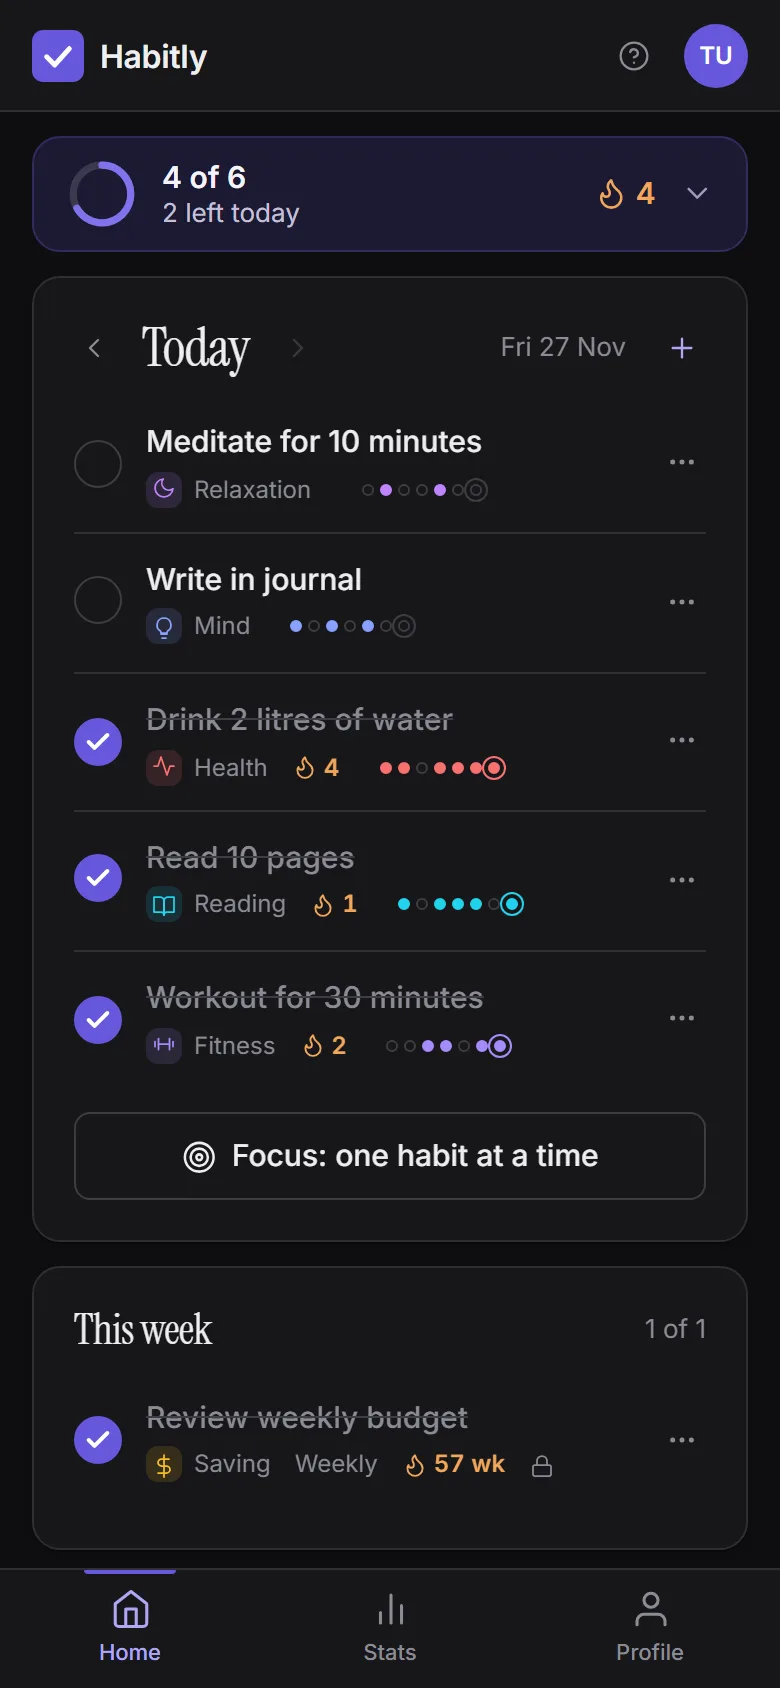 Habitly
TU
4 of 6
2 left today
4
Today
Fri 27 Nov
Meditate for 10 minutes
Relaxation
Write in journal
Mind
Drink 2 litres of water
Health 4
Read 10 pages
Reading 1
Workout for 30 minutes
Fitness 2
Focus: one habit at a time
This week
1 of 1
Review weekly budget
Saving Weekly 57 wk
Home
Stats
Profile